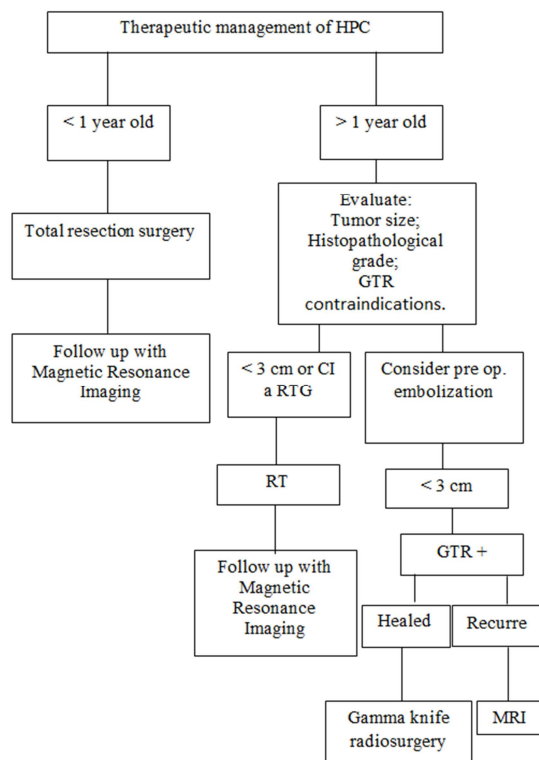 Therapeutic management of HPC
< 1 year old
> 1 year old
Total resection surgery
Evaluate:
Tumor size;
Histopathological
grade;
GTR
contraindications.
Follow up with
Magnetic Resonance
Imaging
< 3 cm or CI
a RTG
Consider pre op.
embolization
RT
< 3 cm
Follow up with
Magnetic
Resonance
Imaging
GTR +
Healed
Recurre
Gamma knife
radiosurgery
MRI